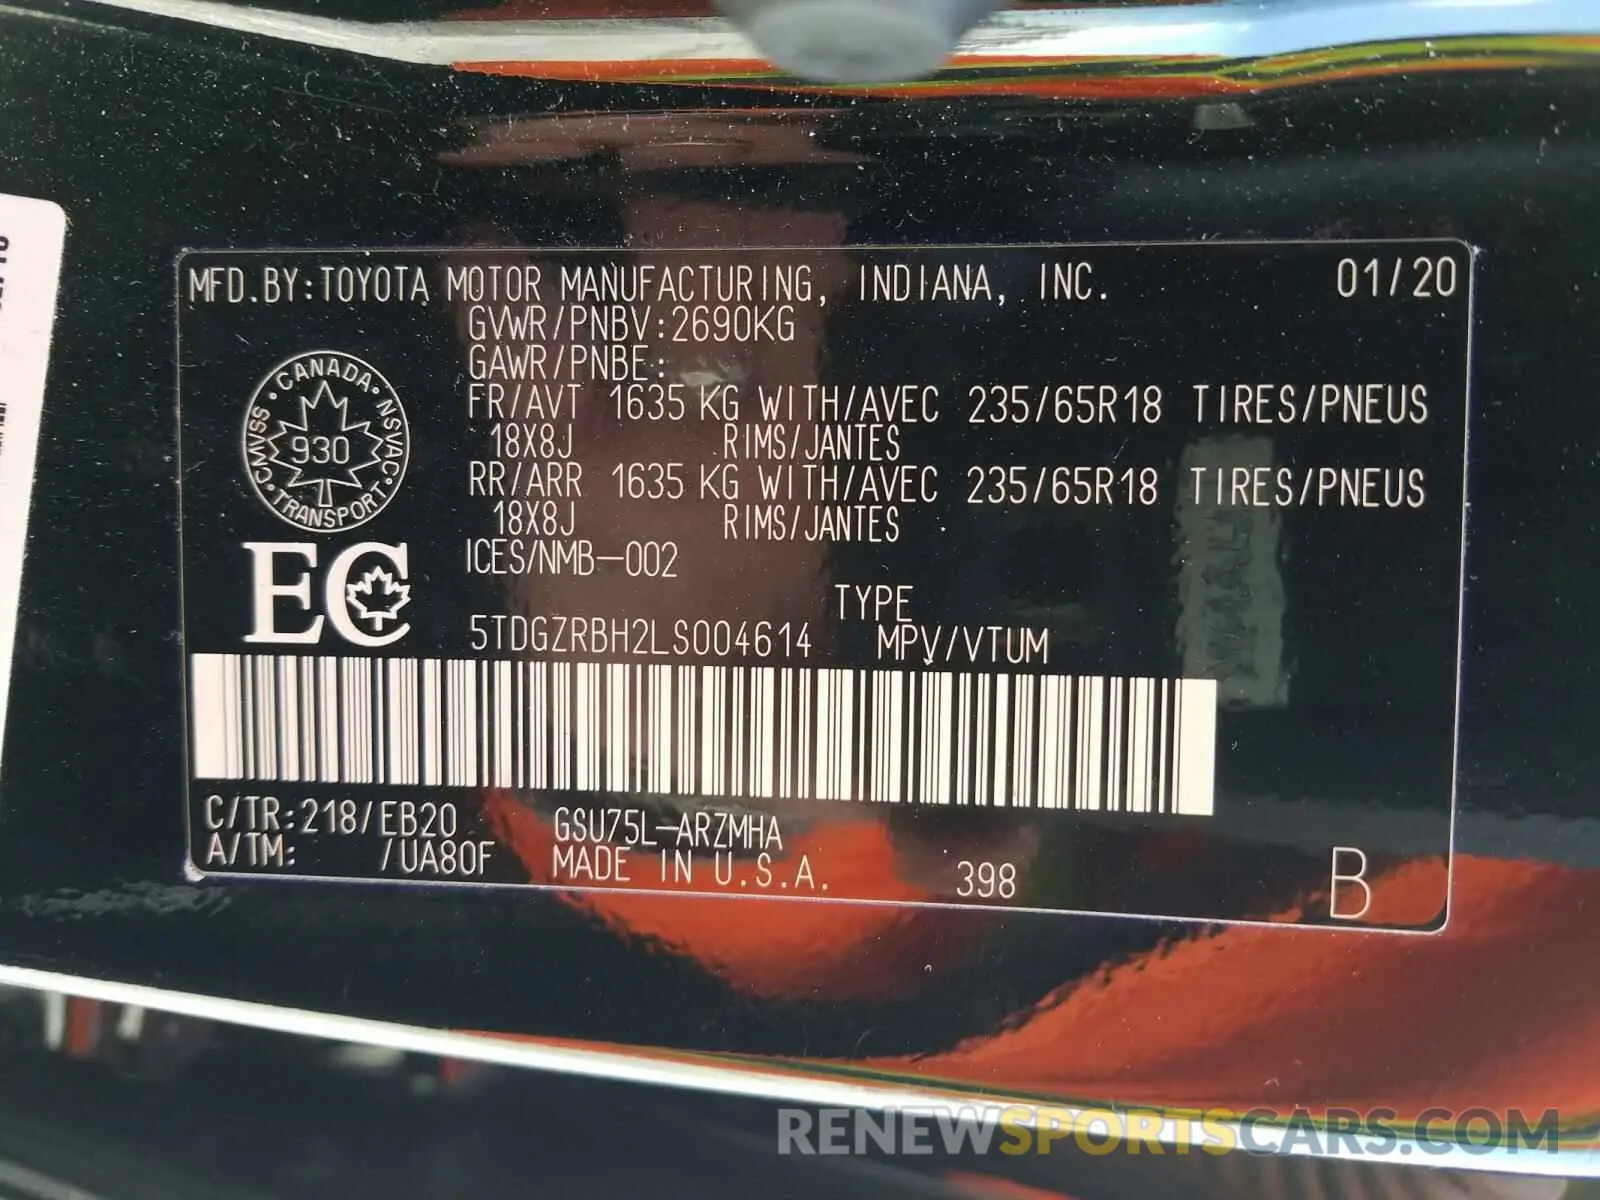 MFD.BY:TOYOTA MOTOR MANUFACTURING, INDIANA, INC. 01/20
GVWR/PNBV:2690KG
GAWR/PNBE:
FR/AVT 1635 KG WITH/AVEC 235/65R18 TIRES/PNEUS
18X8J RIMS/JANTES
RR/ARR 1635 KG WITH/AVEC 235/65R18 TIRES/PNEUS
18X8J RIMS/JANTES
CANADA · NSVAC · TRANSPORT · CMVSS
930
EC
ICES/NMB-002
TYPE
5TDGZRBH2LS004614 MPV/VTUM
C/TR:218/EB20 GSU75L-ARZMHA
A/TM: /UA80F MADE IN U.S.A. 398 B
RENEWSPORTSCARS.COM